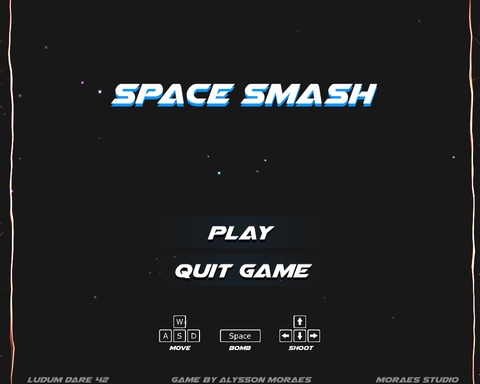 SPACE SMASH
PLAY
QUIT GAME
W
A S D
Space
MOVE
BOMB
SHOOT
LUDUM DARE 42
GAME BY ALYSSON MORAES
MORAES STUDIO